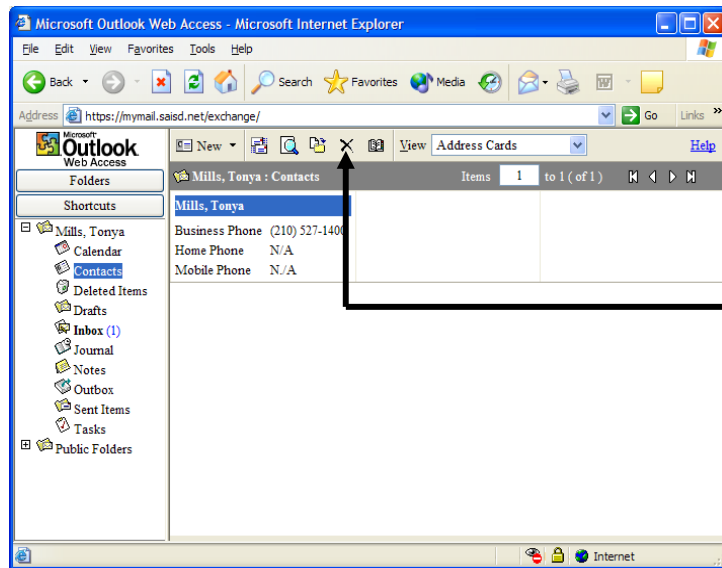 Microsoft Outlook Web Access - Microsoft Internet Explorer
File Edit View Favorites Tools Help
Back Search Favorites Media
Address https://mymail.saisd.net/exchange/ Go Links »
Microsoft
Outlook
Web Access
New View Address Cards Help
Folders
Mills, Tonya : Contacts Items 1 to 1 ( of 1 )
Shortcuts
Mills, Tonya
Business Phone (210) 527-1400
Home Phone N/A
Mobile Phone N./A
Mills, Tonya
Calendar
Contacts
Deleted Items
Drafts
Inbox (1)
Journal
Notes
Outbox
Sent Items
Tasks
Public Folders
Internet